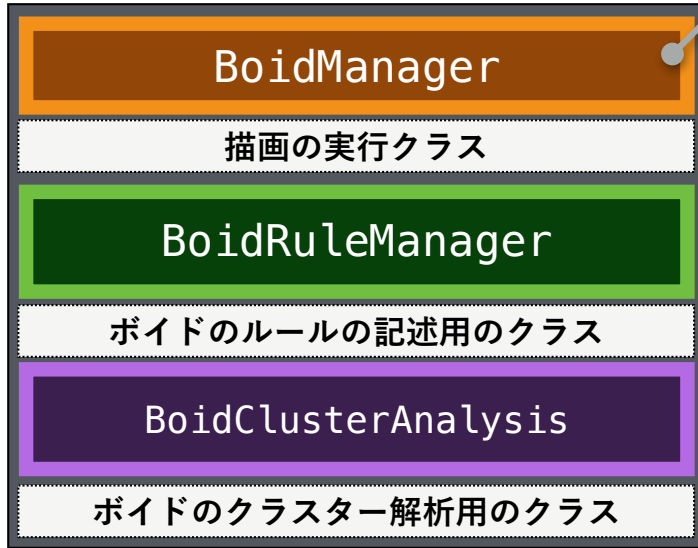 BoidManager
描画の実行クラス
BoidRuleManager
ボイドのルールの記述用のクラス
BoidClusterAnalysis
ボイドのクラスター解析用のクラス